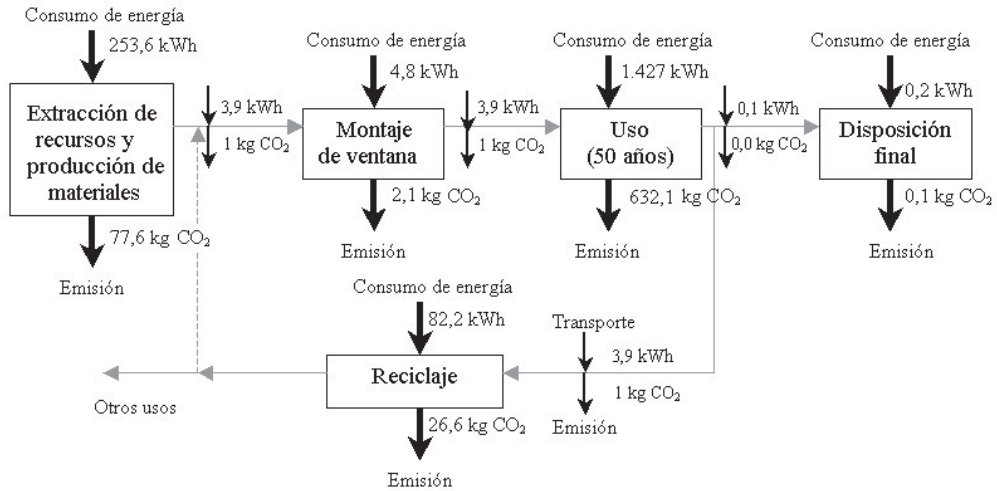 Consumo de energía
253,6 kWh
Extracción de
recursos y
producción de
materiales
77,6 kg CO₂
Emisión
3,9 kWh
1 kg CO₂
Consumo de energía
4,8 kWh
Montaje
de ventana
2,1 kg CO₂
Emisión
3,9 kWh
1 kg CO₂
Consumo de energía
1.427 kWh
Uso
(50 años)
632,1 kg CO₂
Emisión
0,1 kWh
0,0 kg CO₂
Consumo de energía
0,2 kWh
Disposición
final
0,1 kg CO₂
Emisión
Consumo de energía
82,2 kWh
Reciclaje
26,6 kg CO₂
Emisión
Transporte
3,9 kWh
1 kg CO₂
Emisión
Otros usos